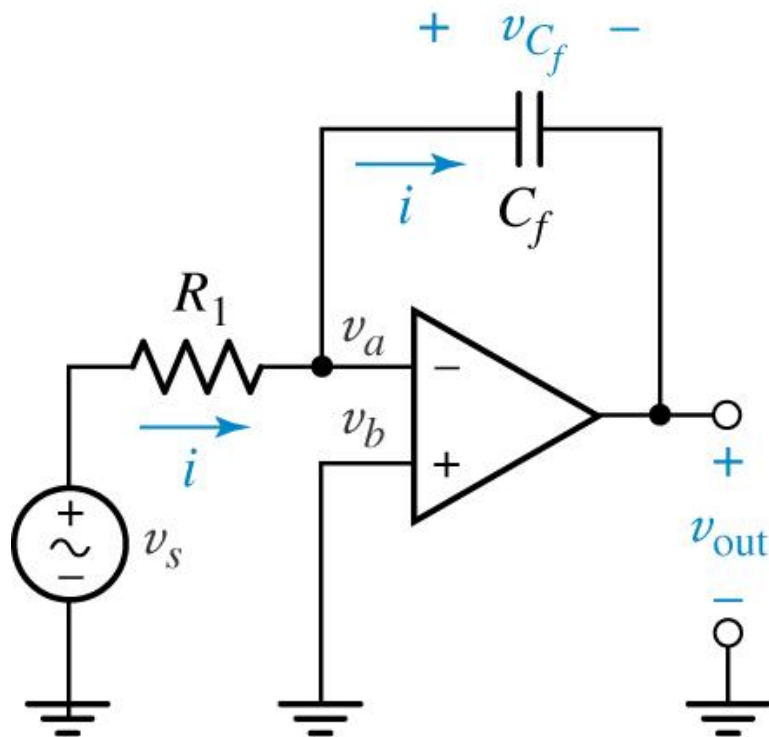 + v_{C_f} −
i
C_f
R_1
v_a
−
i
v_b
+
+
v_s
−
+
v_out
−